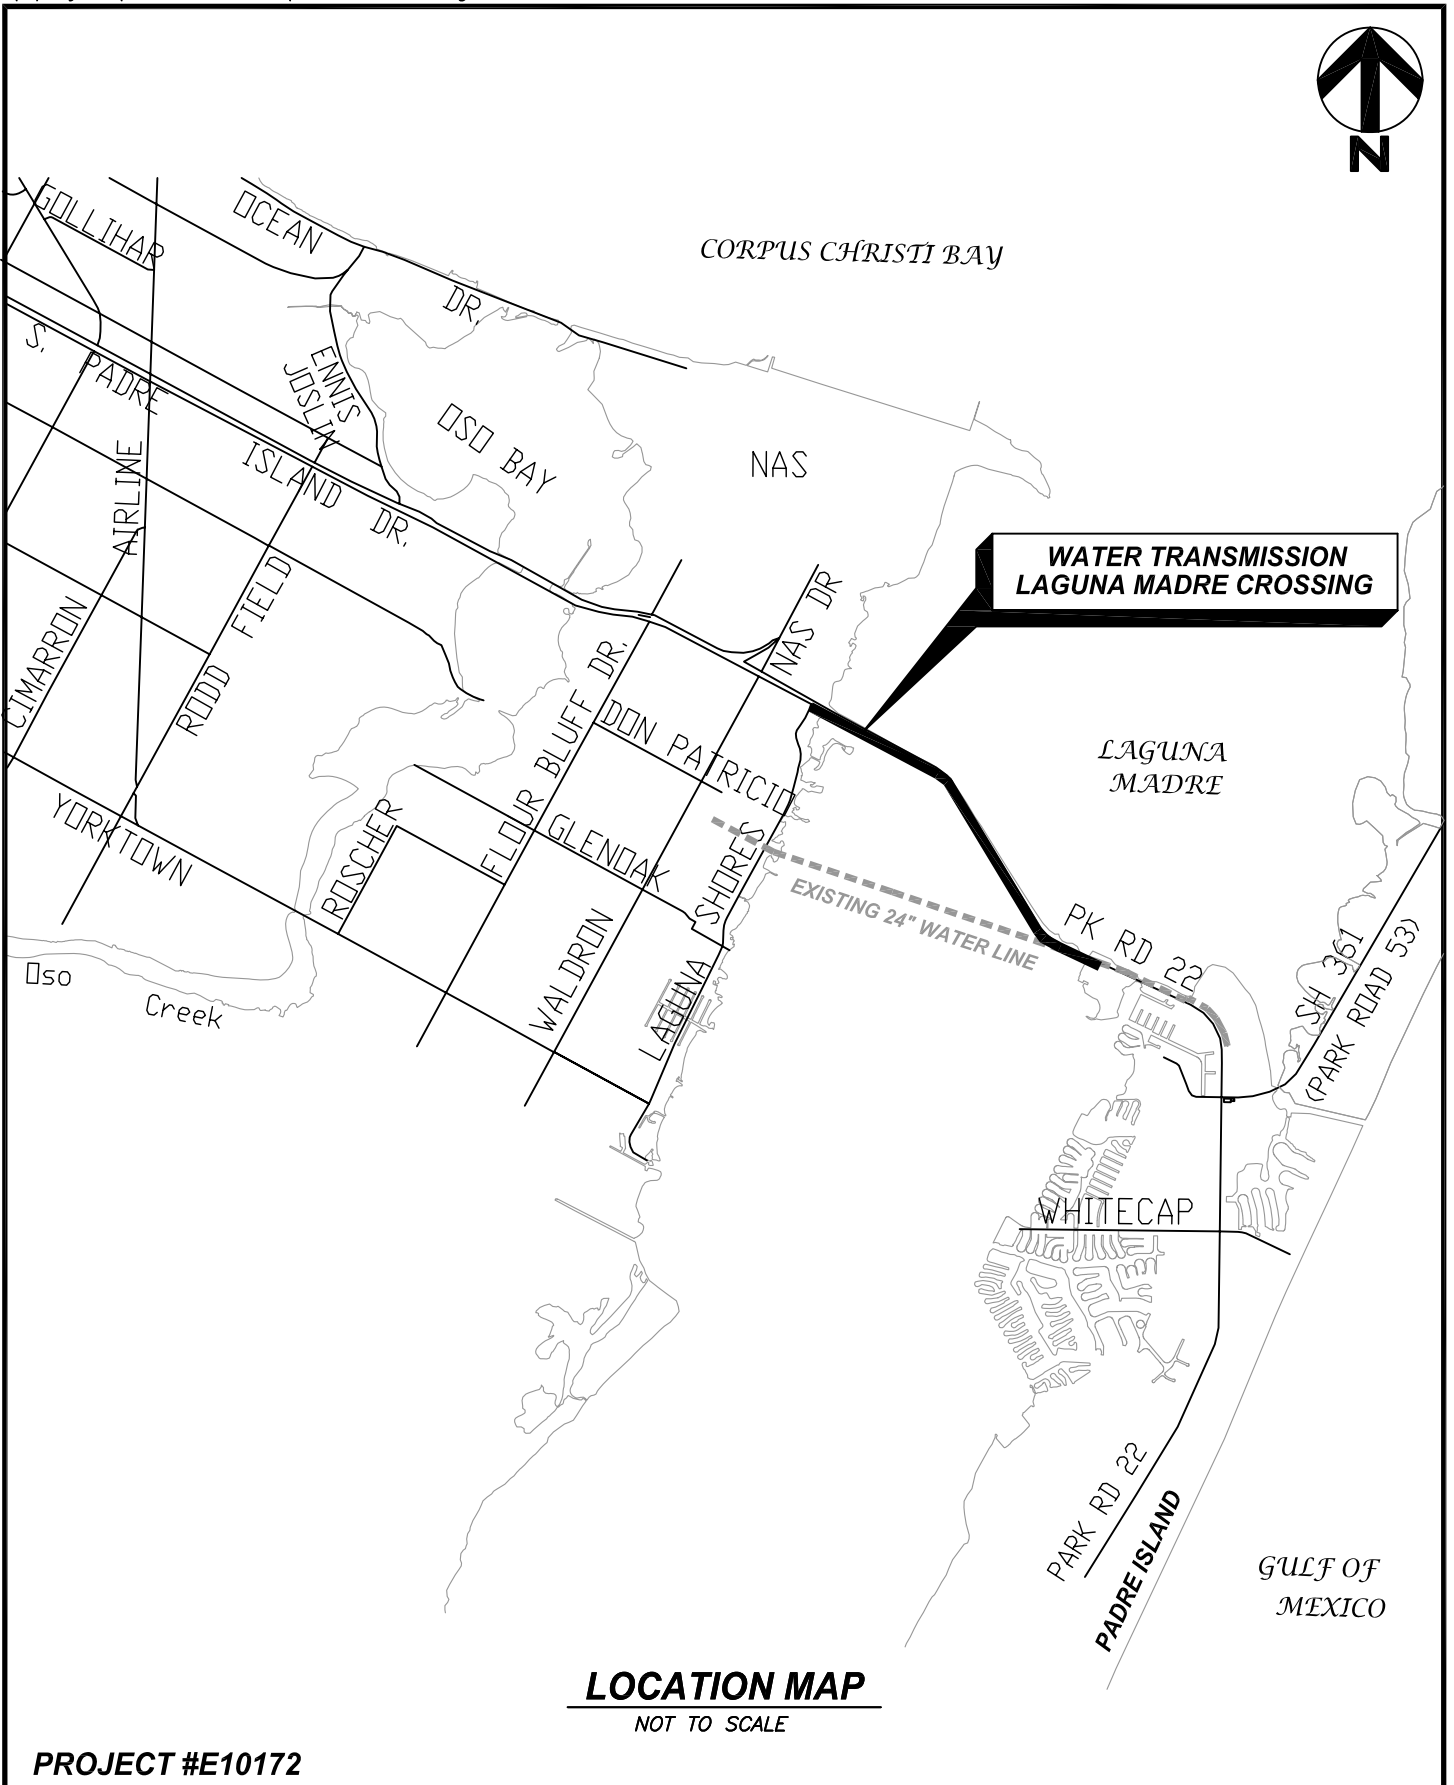 N
GOLLIHAR
OCEAN
DR.
CORPUS CHRISTI BAY
S. PADRE ISLAND DR.
ENNIS
JOSLIN
OSO BAY
NAS
AIRLINE
WATER TRANSMISSION
LAGUNA MADRE CROSSING
CIMARRON
RODD FIELD
NAS DR
FLOUR BLUFF DR.
DON PATRICIO
LAGUNA
MADRE
YORKTOWN
ROSCHER
GLENOAK
LAGUNA SHORES
EXISTING 24" WATER LINE
WALDRON
PK RD 22
SH 361
(PARK ROAD 53)
Oso Creek
WHITECAP
PARK RD 22
PADRE ISLAND
GULF OF
MEXICO
LOCATION MAP
NOT TO SCALE
PROJECT #E10172